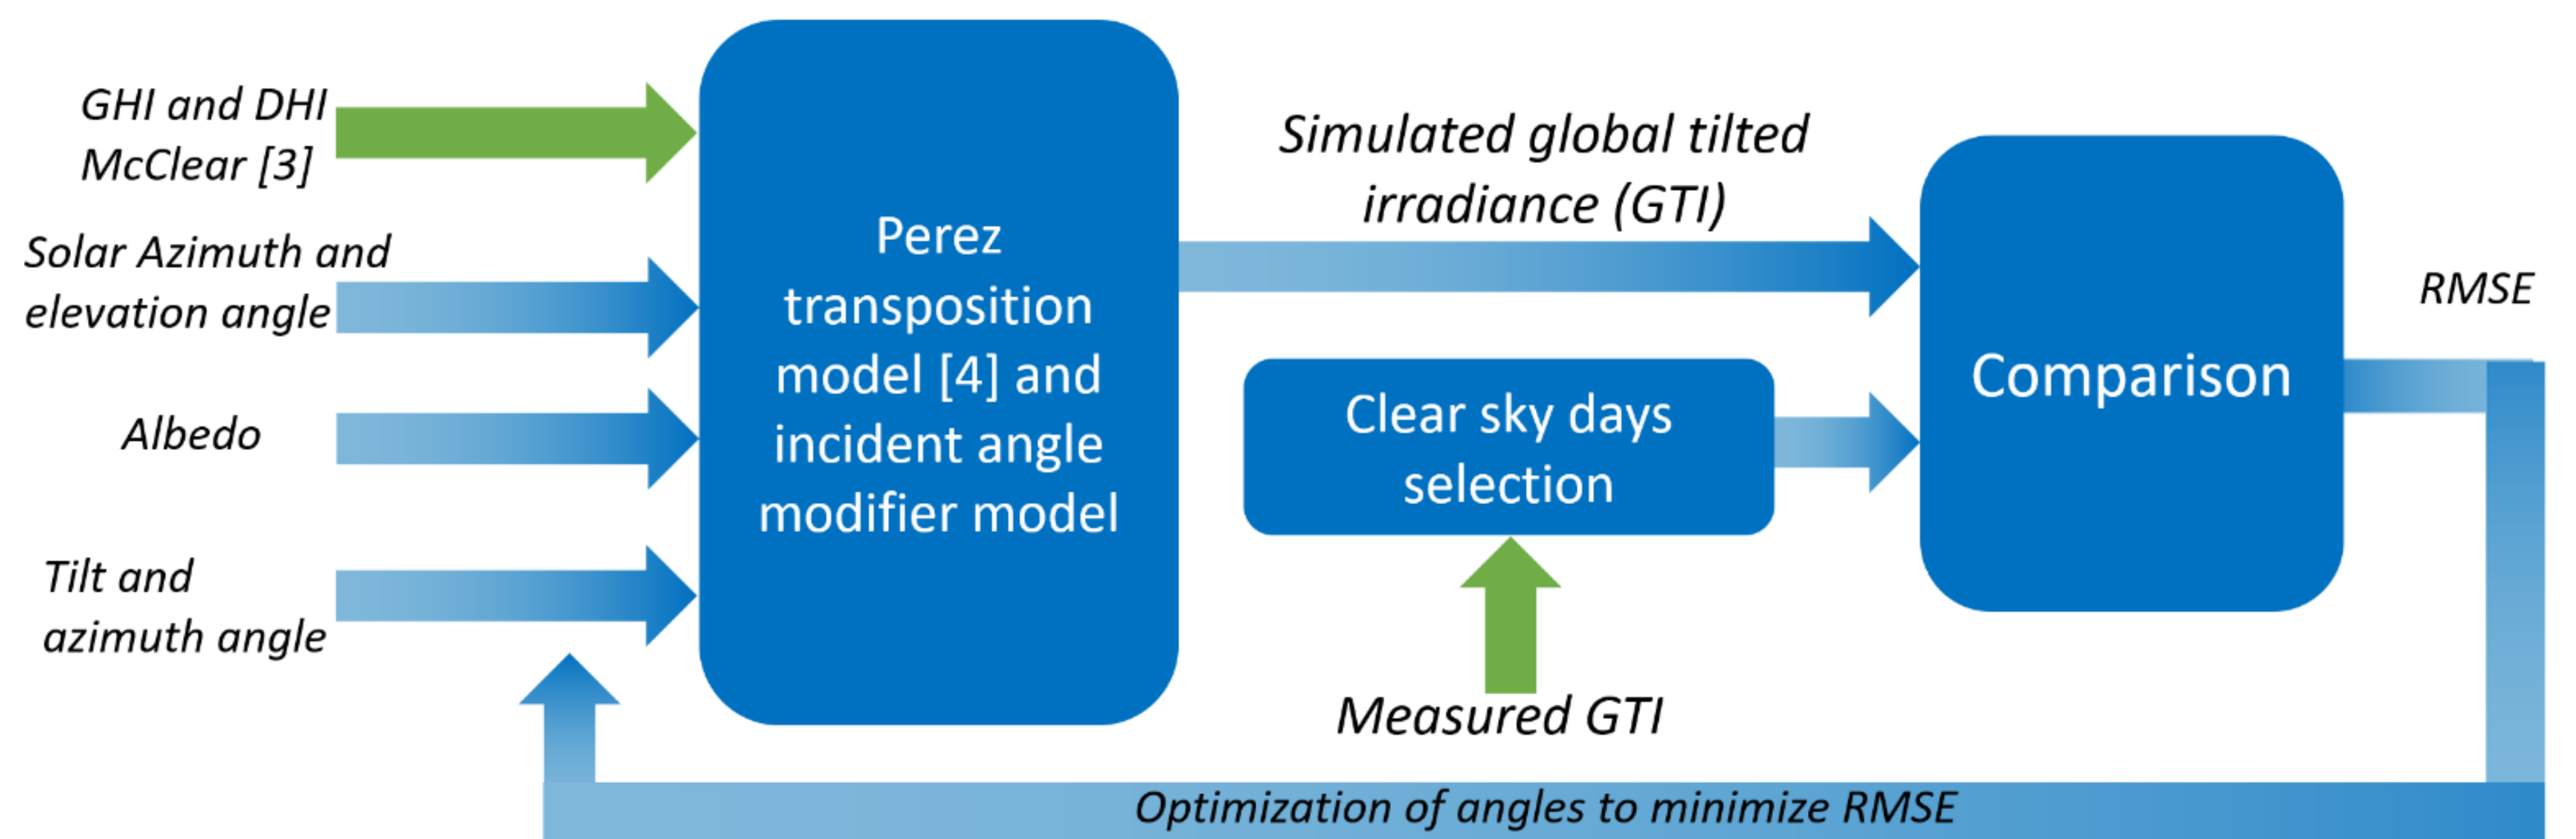 GHI and DHI
McClear [3]
Solar Azimuth and
elevation angle
Albedo
Tilt and
azimuth angle
Perez
transposition
model [4] and
incident angle
modifier model
Simulated global tilted
irradiance (GTI)
Clear sky days
selection
Measured GTI
Comparison
RMSE
Optimization of angles to minimize RMSE